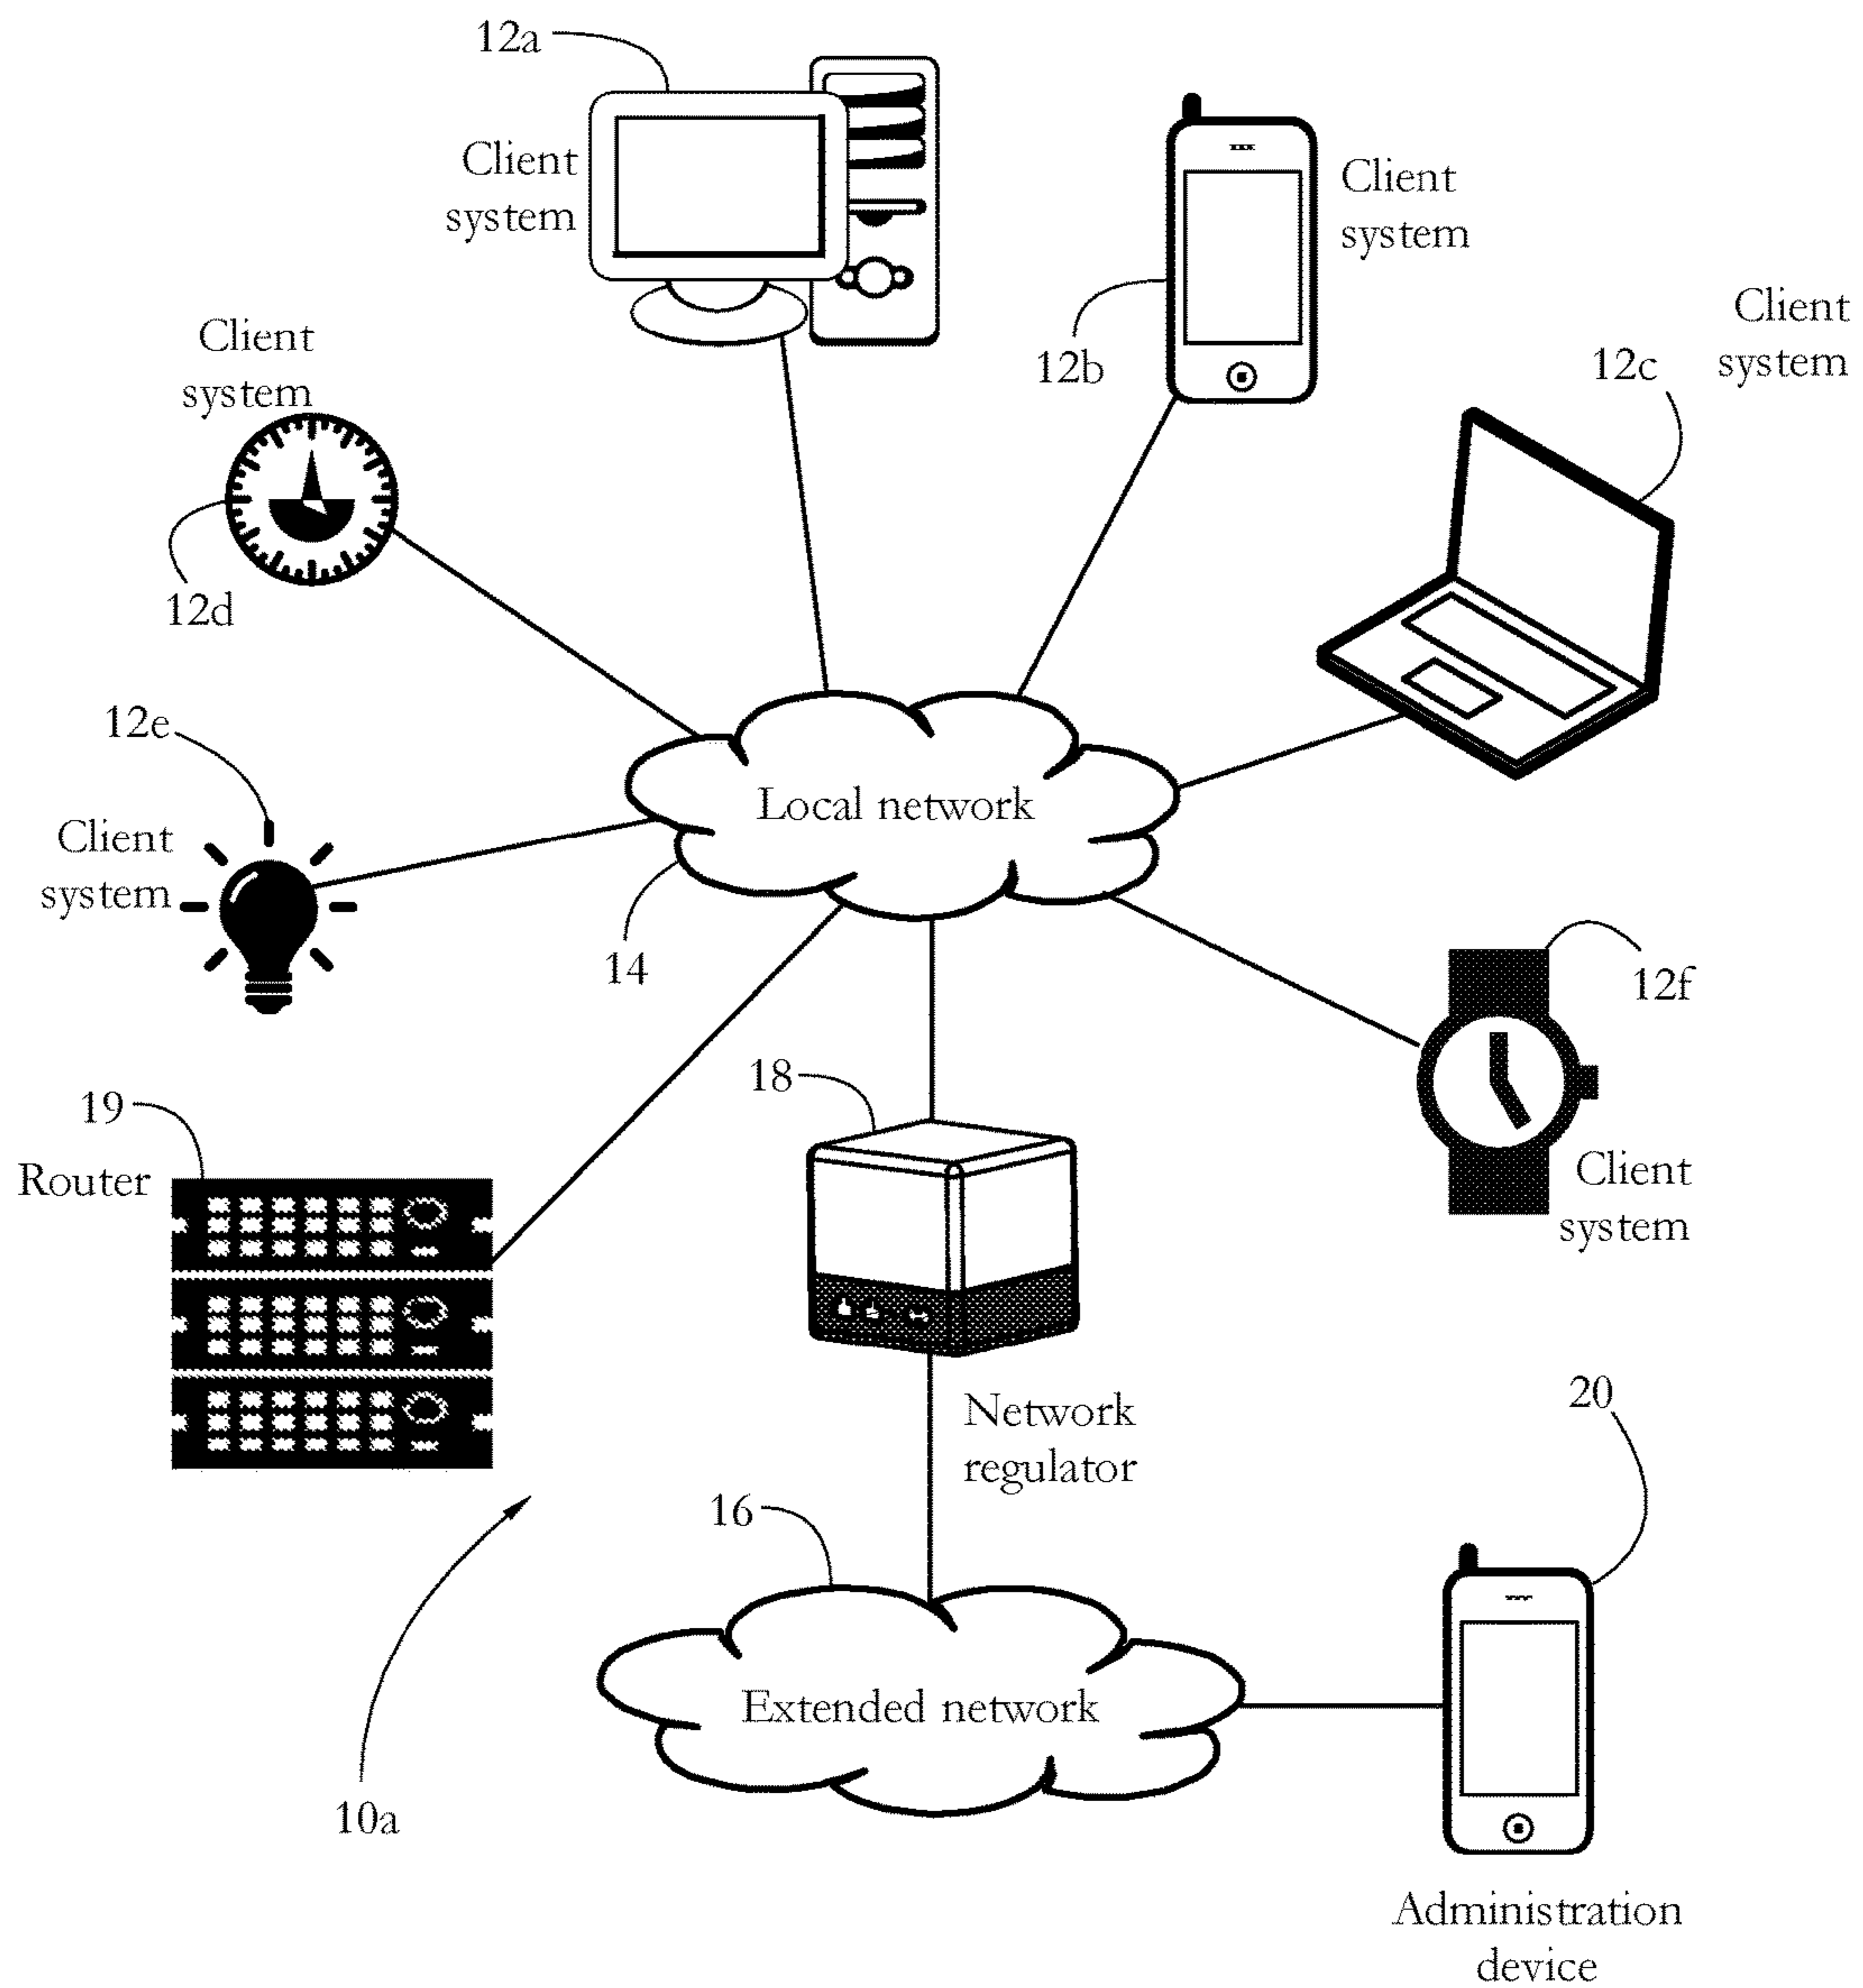 12a
Client
system
Client
system
12b
Client
system
12c
Client
system
12d
12e
Client
system
Local network
14
12f
Client
system
18
19
Router
Network
regulator
20
16
Extended network
10a
Administration
device